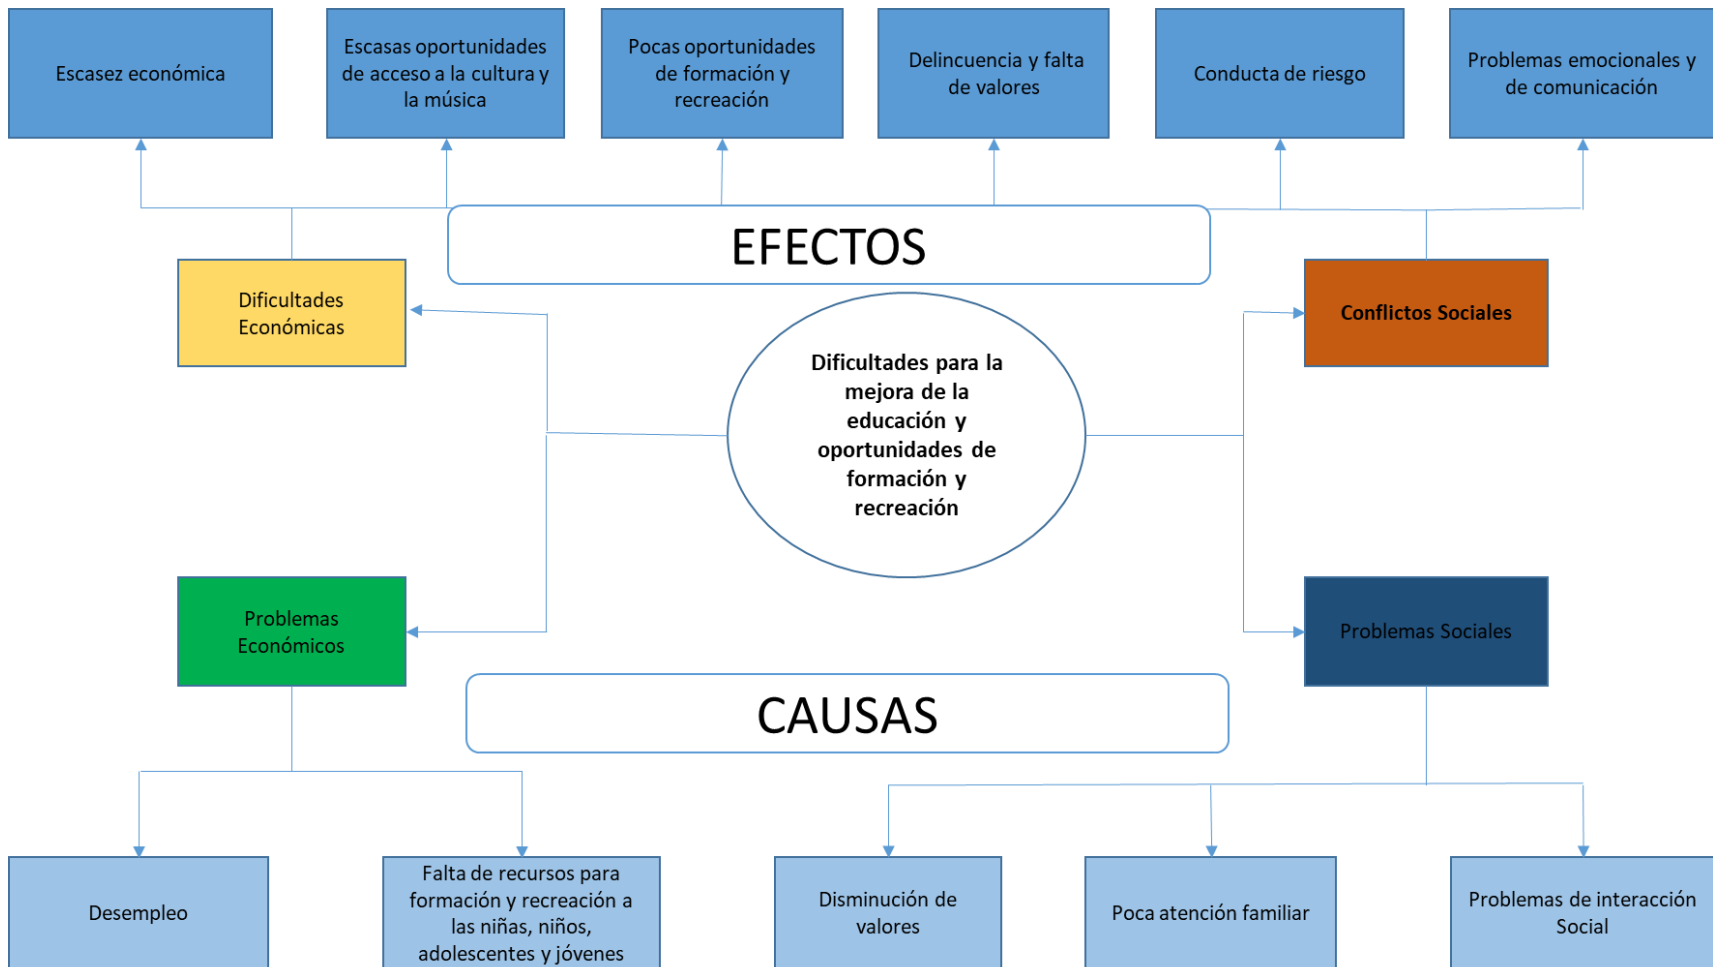 Escasez económica
Escasas oportunidades
de acceso a la cultura y
la música
Pocas oportunidades
de formación y
recreación
Delincuencia y falta
de valores
Conducta de riesgo
Problemas emocionales y
de comunicación
EFECTOS
Dificultades
Económicas
Conflictos Sociales
Dificultades para la
mejora de la
educación y
oportunidades de
formación y
recreación
Problemas
Económicos
Problemas Sociales
CAUSAS
Desempleo
Falta de recursos para
formación y recreación a
las niñas, niños,
adolescentes y jóvenes
Disminución de
valores
Poca atención familiar
Problemas de interacción
Social